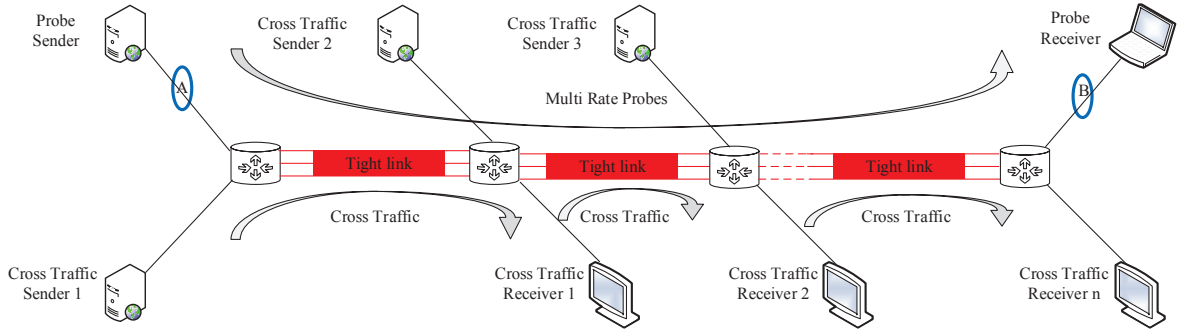 Probe
Sender
Cross Traffic
Sender 2
Cross Traffic
Sender 3
Probe
Receiver
A
B
Multi Rate Probes
Tight link
Tight link
Tight link
Cross Traffic
Cross Traffic
Cross Traffic
Cross Traffic
Sender 1
Cross Traffic
Receiver 1
Cross Traffic
Receiver 2
Cross Traffic
Receiver n